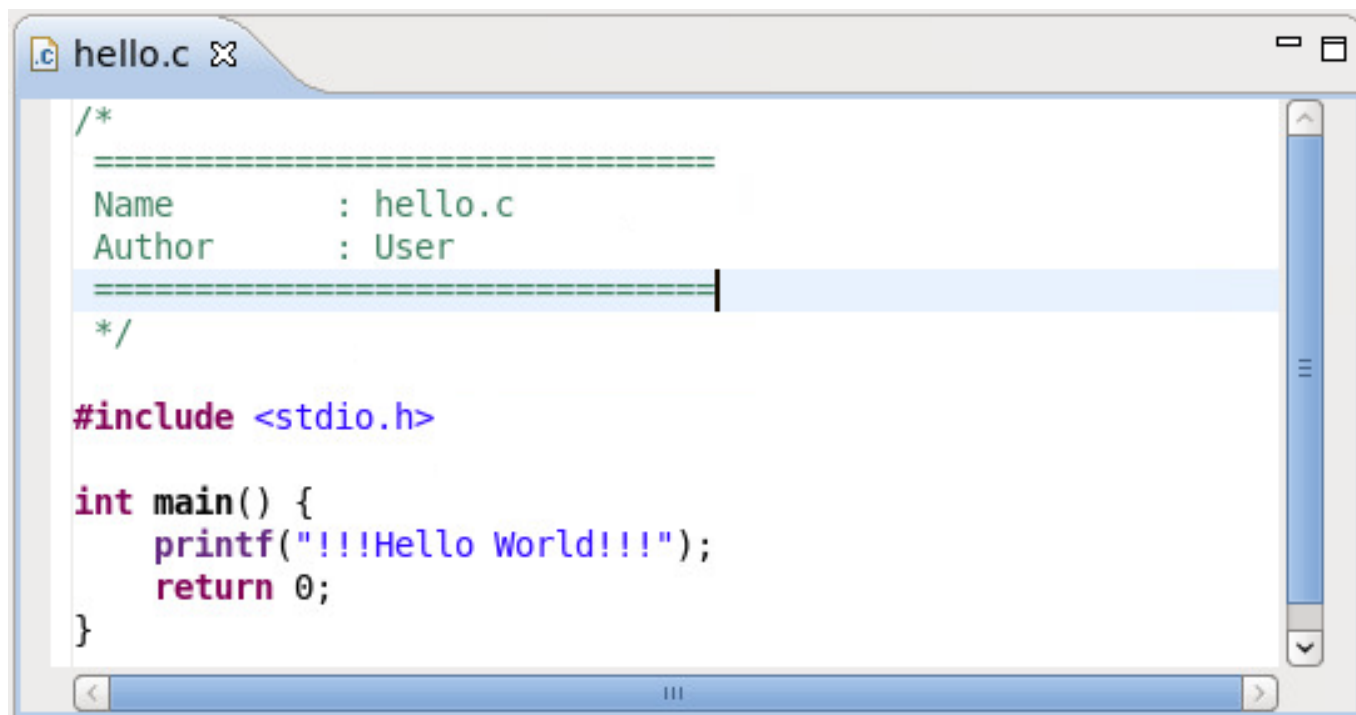 .c hello.c
/*
 ===============================
 Name        : hello.c
 Author      : User
 ===============================
 */
#include <stdio.h>
int main() {
    printf("!!!Hello World!!!");
    return 0;
}